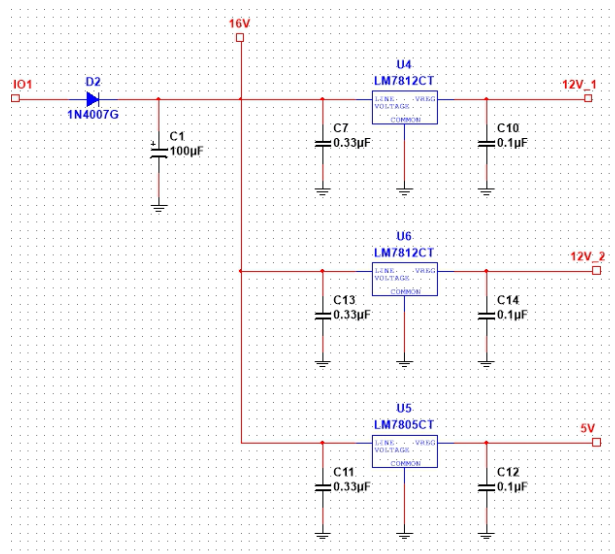 16V
IO1
D2
1N4007G
+
C1
100µF
U4
LM7812CT
LINE VREG
VOLTAGE
COMMON
12V_1
C7
0.33µF
C10
0.1µF
U6
LM7812CT
LINE VREG
VOLTAGE
COMMON
12V_2
C13
0.33µF
C14
0.1µF
U5
LM7805CT
LINE VREG
VOLTAGE
COMMON
5V
C11
0.33µF
C12
0.1µF